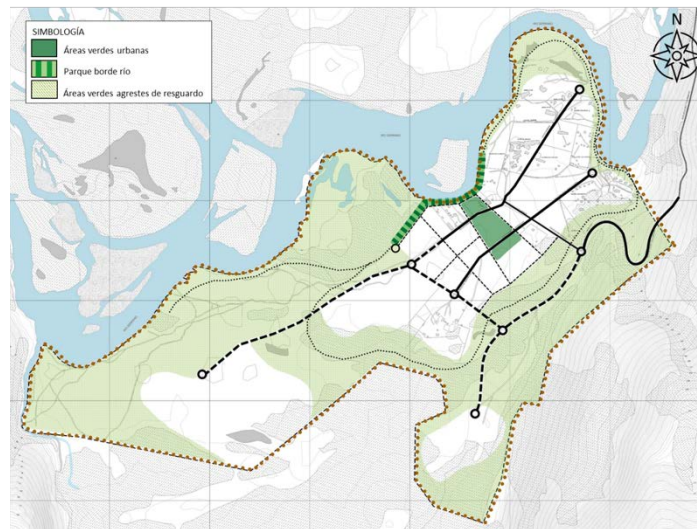 SIMBOLOGÍA
Áreas verdes urbanas
Parque borde río
Áreas verdes agrestes de resguardo
N